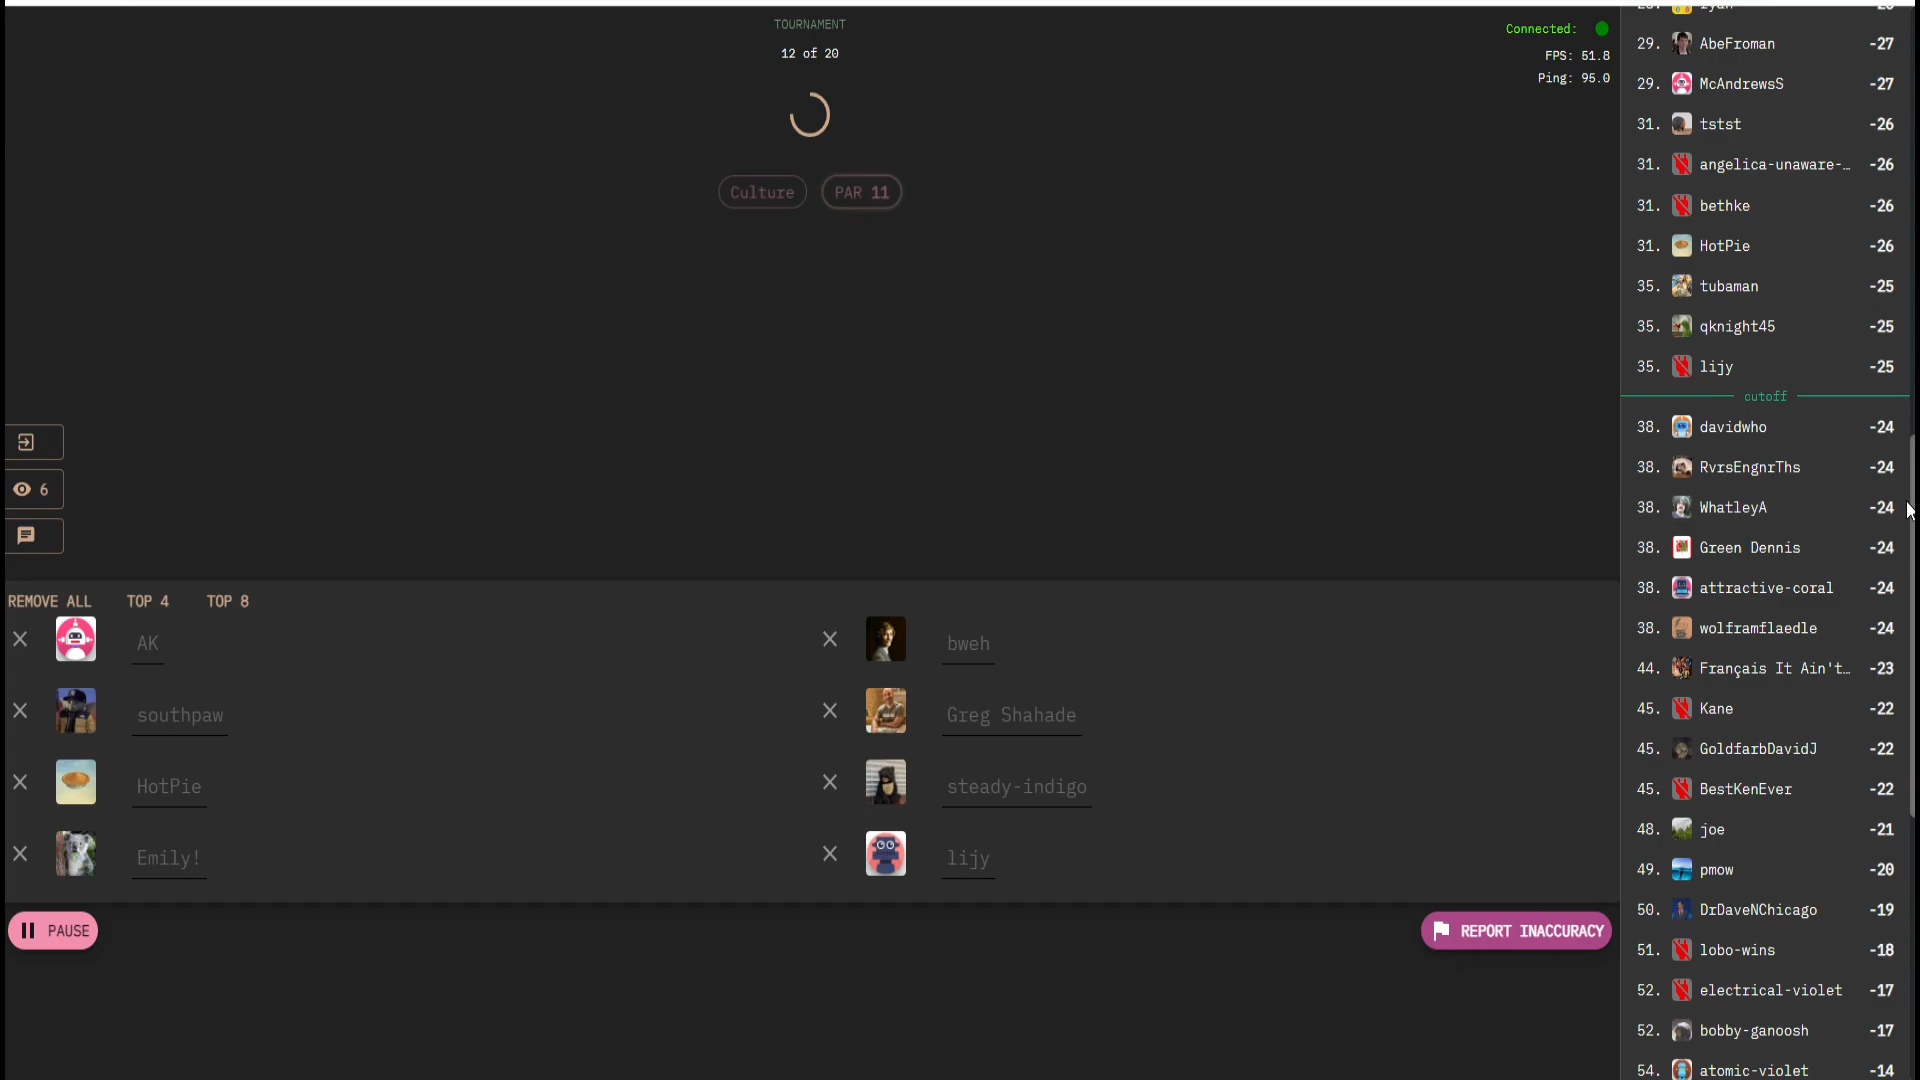 TOURNAMENT
12 of 20
Culture
PAR 11
Connected:
FPS: 51.8
Ping: 95.0
6
REMOVE ALL
TOP 4
TOP 8
AK
bweh
southpaw
Greg Shahade
HotPie
steady-indigo
Emily!
lijy
PAUSE
REPORT INACCURACY
29. AbeFroman -27
29. McAndrewsS -27
31. tstst -26
31. angelica-unaware-… -26
31. bethke -26
31. HotPie -26
35. tubaman -25
35. qknight45 -25
35. lijy -25
cutoff
38. davidwho -24
38. RvrsEngnrThs -24
38. WhatleyA -24
38. Green Dennis -24
38. attractive-coral -24
38. wolframflaedle -24
44. Français It Ain't… -23
45. Kane -22
45. GoldfarbDavidJ -22
45. BestKenEver -22
48. joe -21
49. pmow -20
50. DrDaveNChicago -19
51. lobo-wins -18
52. electrical-violet -17
52. bobby-ganoosh -17
54. atomic-violet -14